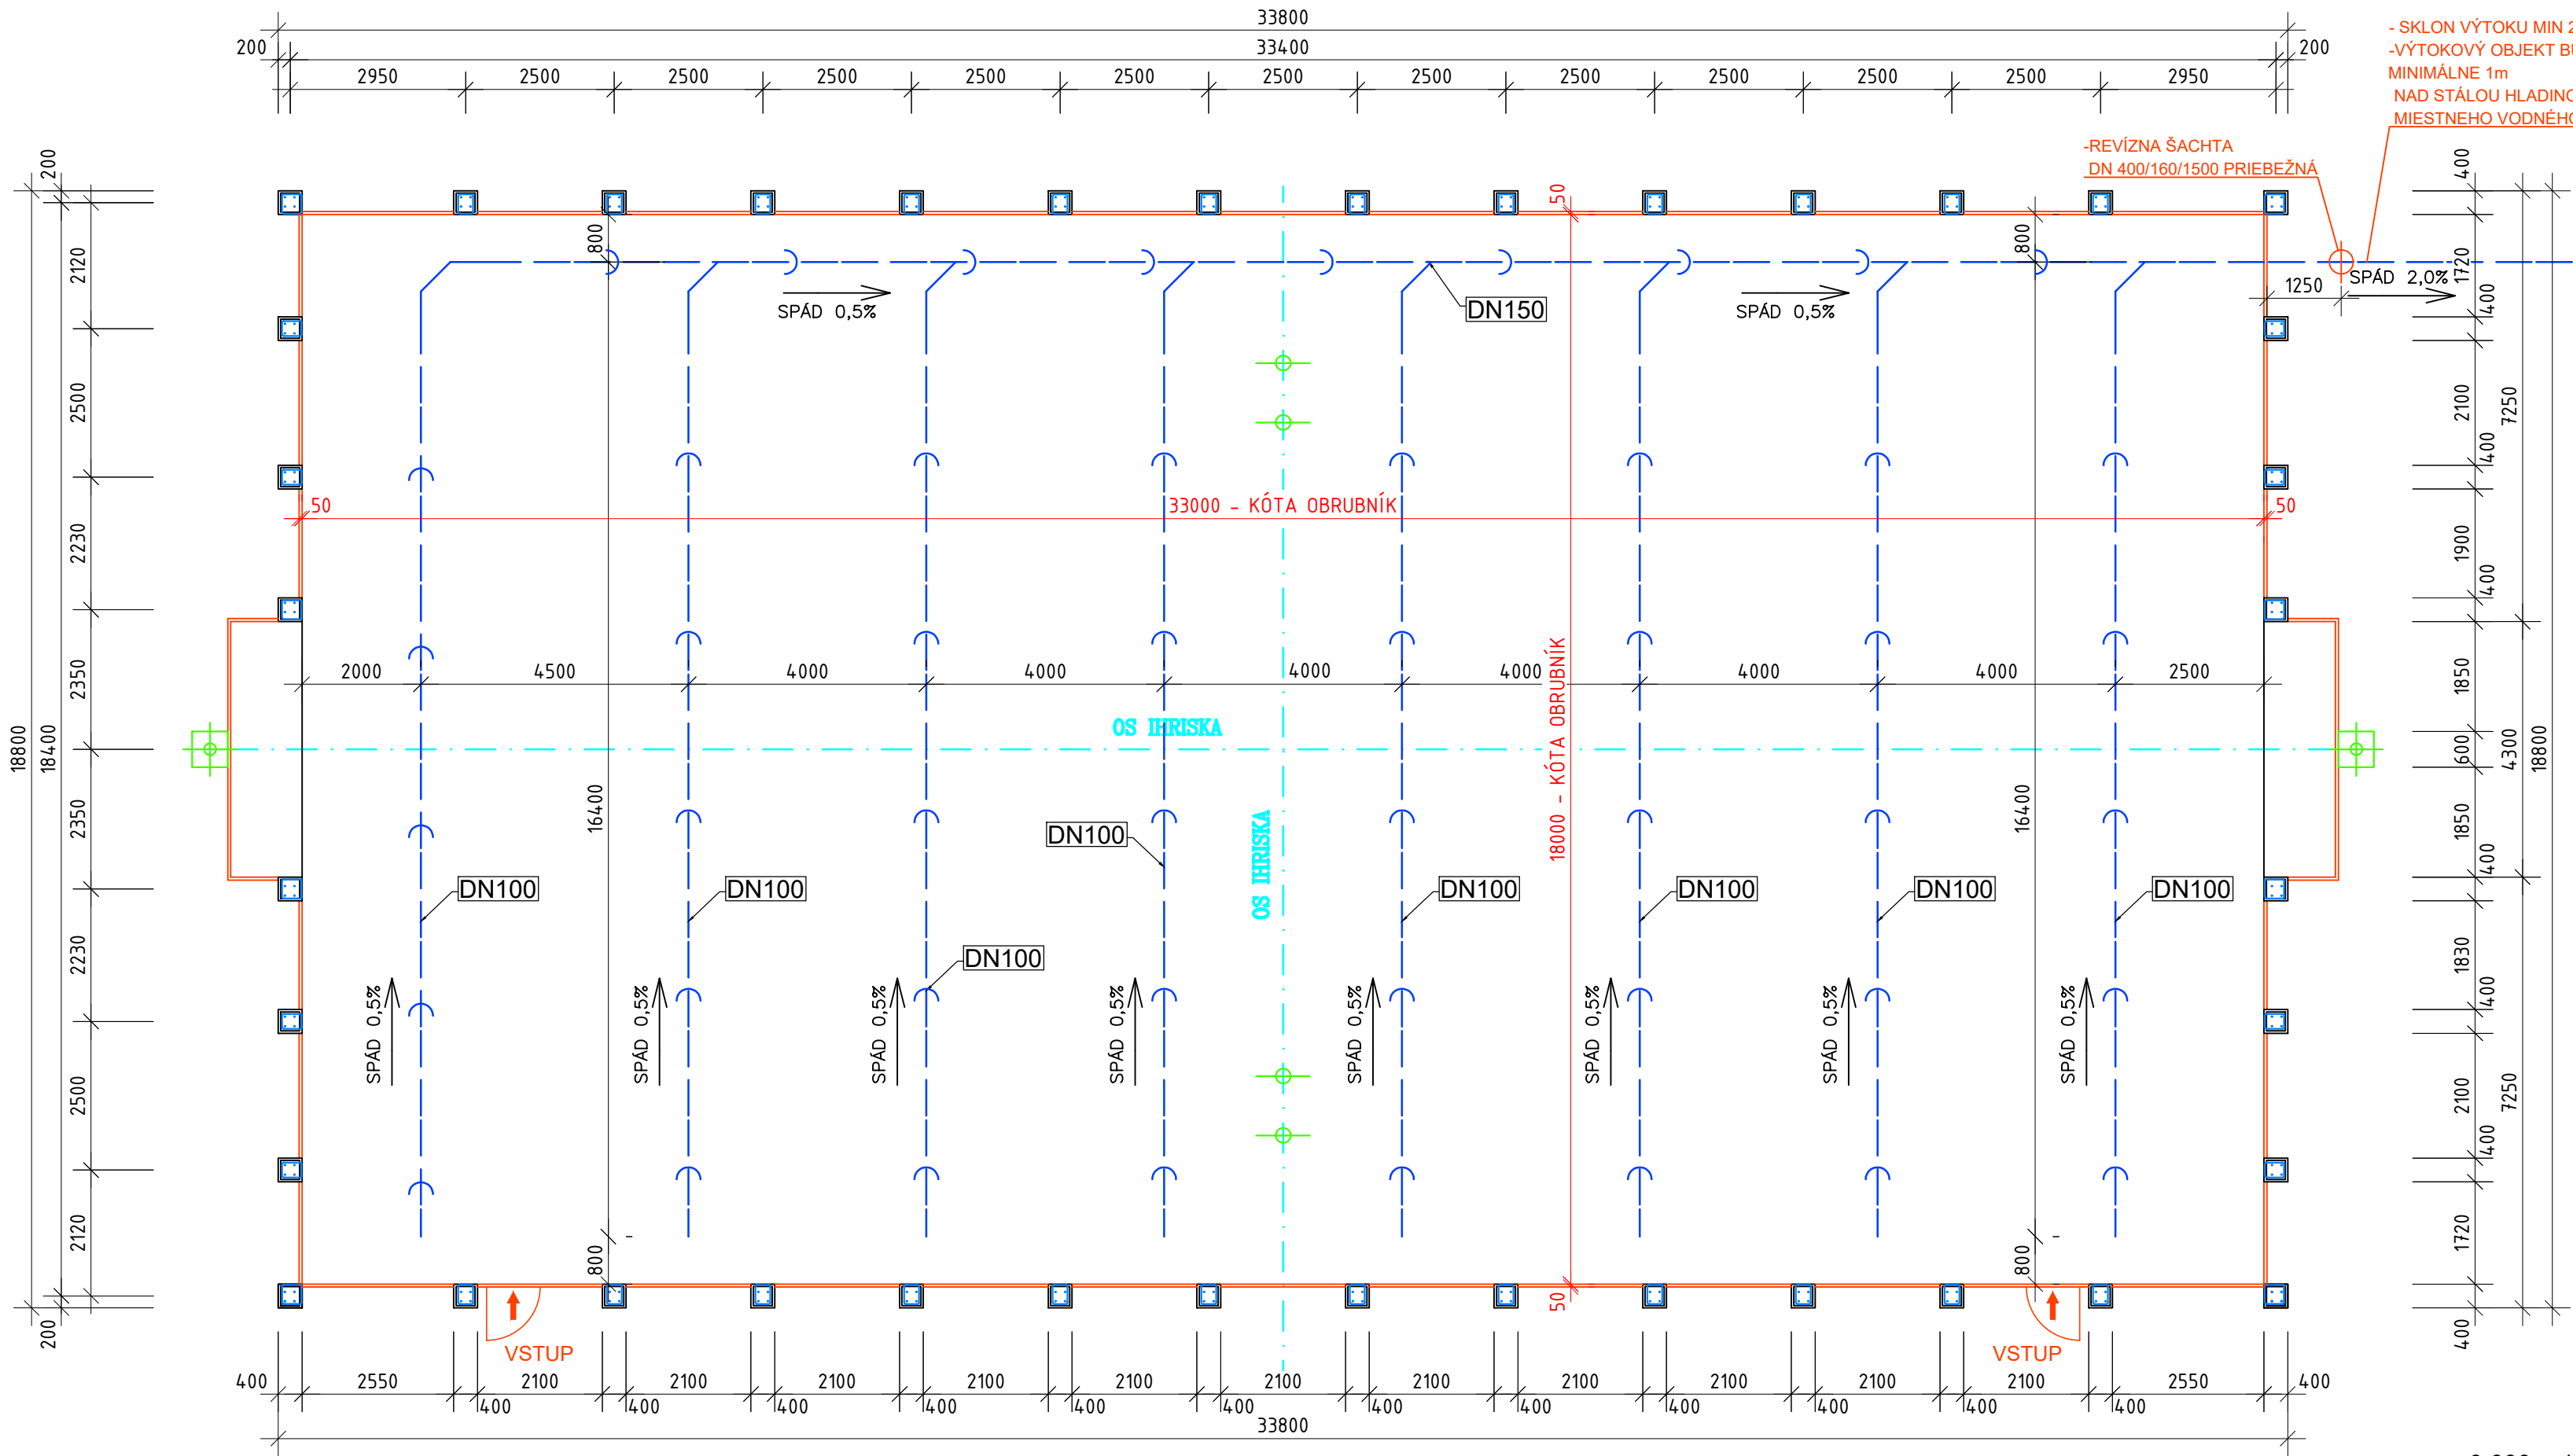 33800
200
33400
200
2950
2500
2500
2500
2500
2500
2500
2500
2500
2500
2500
2500
2950
- SKLON VÝTOKU MIN
-VÝTOKOVÝ OBJEKT
MINIMÁLNE 1m
NAD STÁLOU
MIESTNEHO
-REVÍZNA ŠACHTA
DN 400/160/1500 PRIEBEŽNÁ
1250
SPÁD 2,0%
200
2120
2500
2230
2350
2350
2230
2500
2120
200
18400
18800
800
16400
800
50
18000 - KÓTA OBRUBNÍK
50
800
16400
800
SPÁD 0,5%
SPÁD 0,5%
DN150
50
33000 - KÓTA OBRUBNÍK
50
2000
4500
4000
4000
4000
4000
4000
4000
2500
OS IHRISKA
OS IHRISKA
DN100
DN100
DN100
DN100
DN100
DN100
DN100
DN100
SPÁD 0,5%
SPÁD 0,5%
SPÁD 0,5%
SPÁD 0,5%
SPÁD 0,5%
SPÁD 0,5%
SPÁD 0,5%
SPÁD 0,5%
400
1720
400
2100
400
1900
400
1850
600
1850
400
1830
400
2100
400
1720
400
7250
4300
7250
18800
VSTUP
VSTUP
400
2550
2100
2100
2100
2100
2100
2100
2100
2100
2100
2100
2100
2550
400
400
400
400
400
400
400
400
400
400
400
400
400
33800